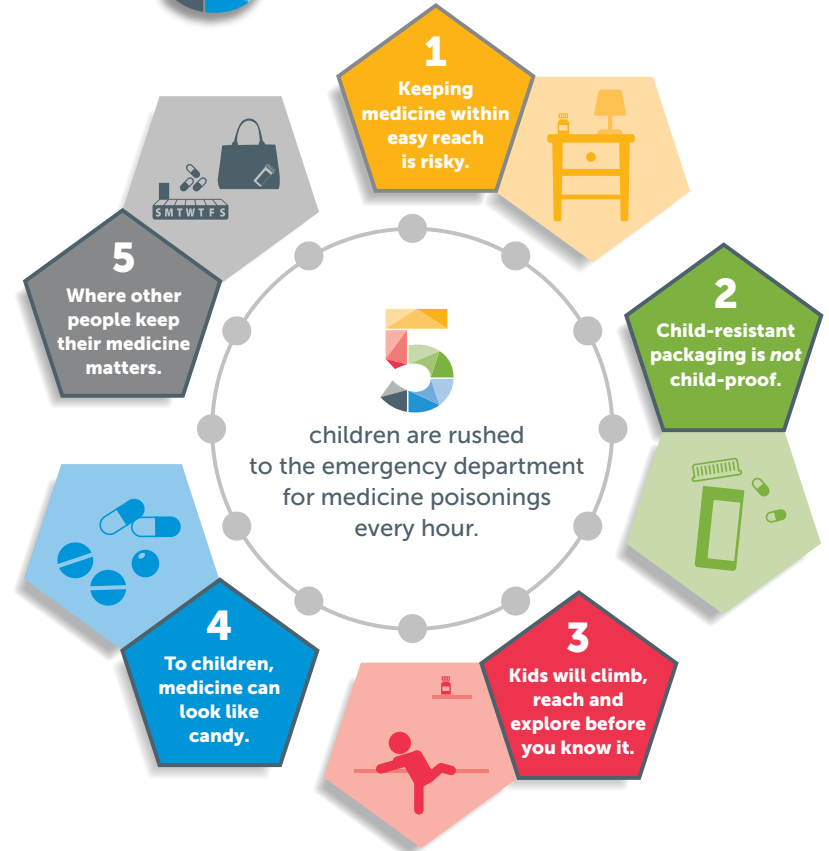 1
Keeping
medicine within
easy reach
is risky.
2
Child-resistant
packaging is not
child-proof.
3
Kids will climb,
reach and
explore before
you know it.
4
To children,
medicine can
look like
candy.
5
Where other
people keep
their medicine
matters.
S M T W T F S
5
children are rushed
to the emergency department
for medicine poisonings
every hour.